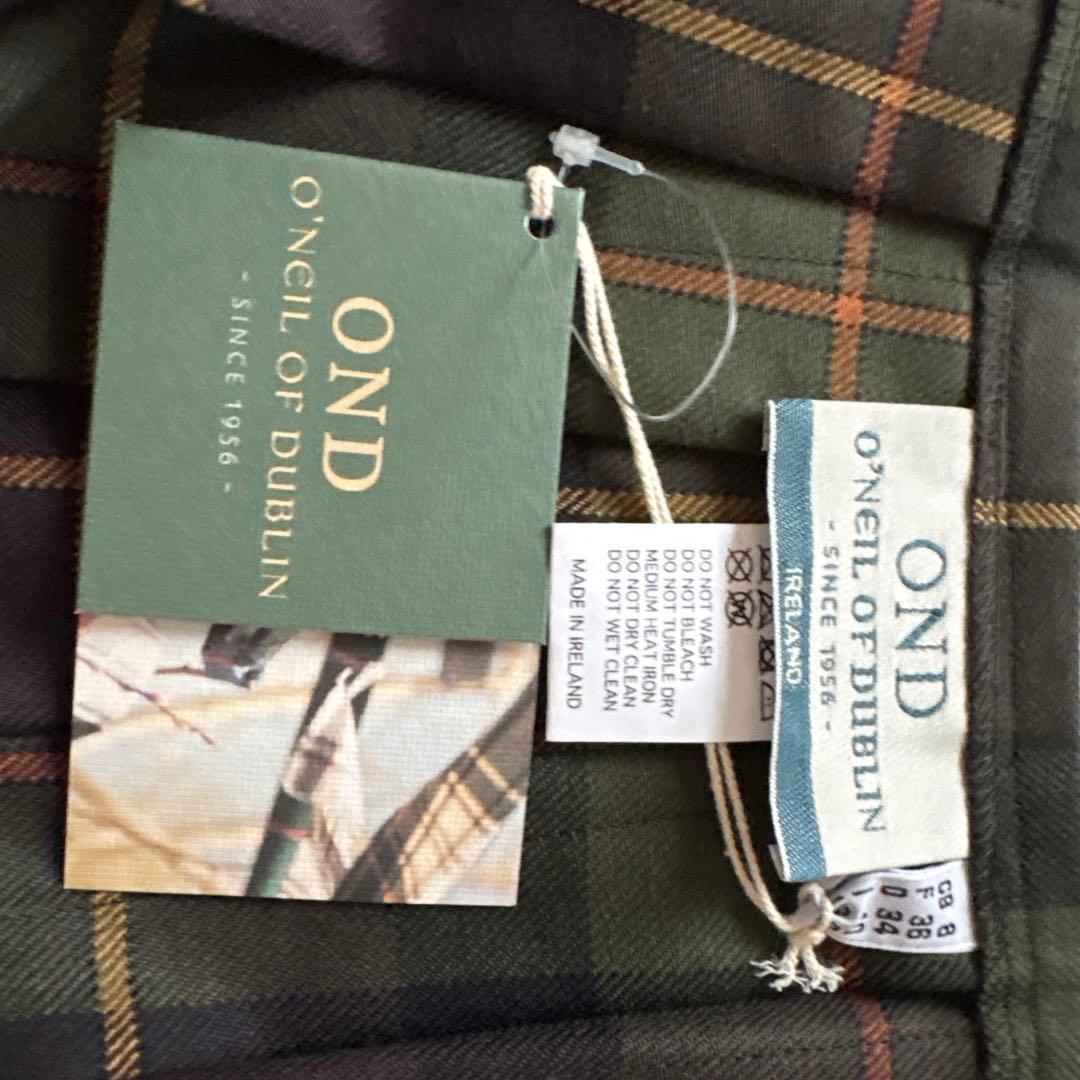 OND
O'NEIL OF DUBLIN
- SINCE 1956 -
DO NOT WASH
DO NOT BLEACH
DO NOT TUMBLE DRY
MEDIUM HEAT IRON
DO NOT DRY CLEAN
DO NOT WET CLEAN
MADE IN IRELAND
OND
O'NEIL OF DUBLIN
- SINCE 1956 -
IRELAND
GB 8
F 36
D 34